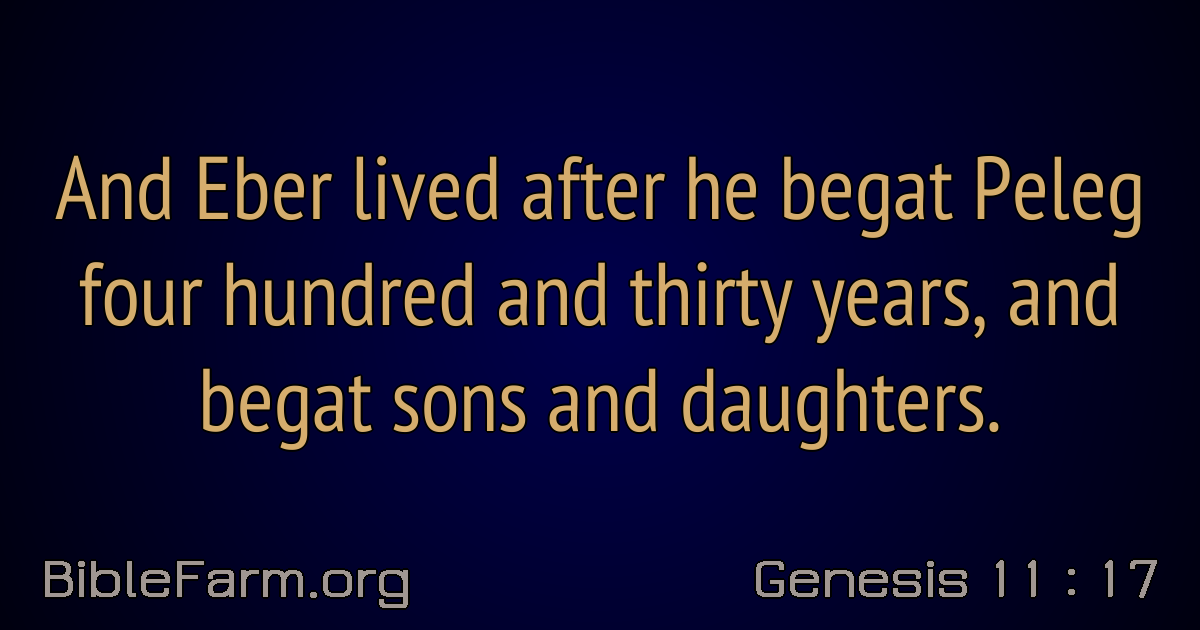 And Eber lived after he begat Peleg
four hundred and thirty years, and
begat sons and daughters.
BibleFarm.org
Genesis 11 : 17